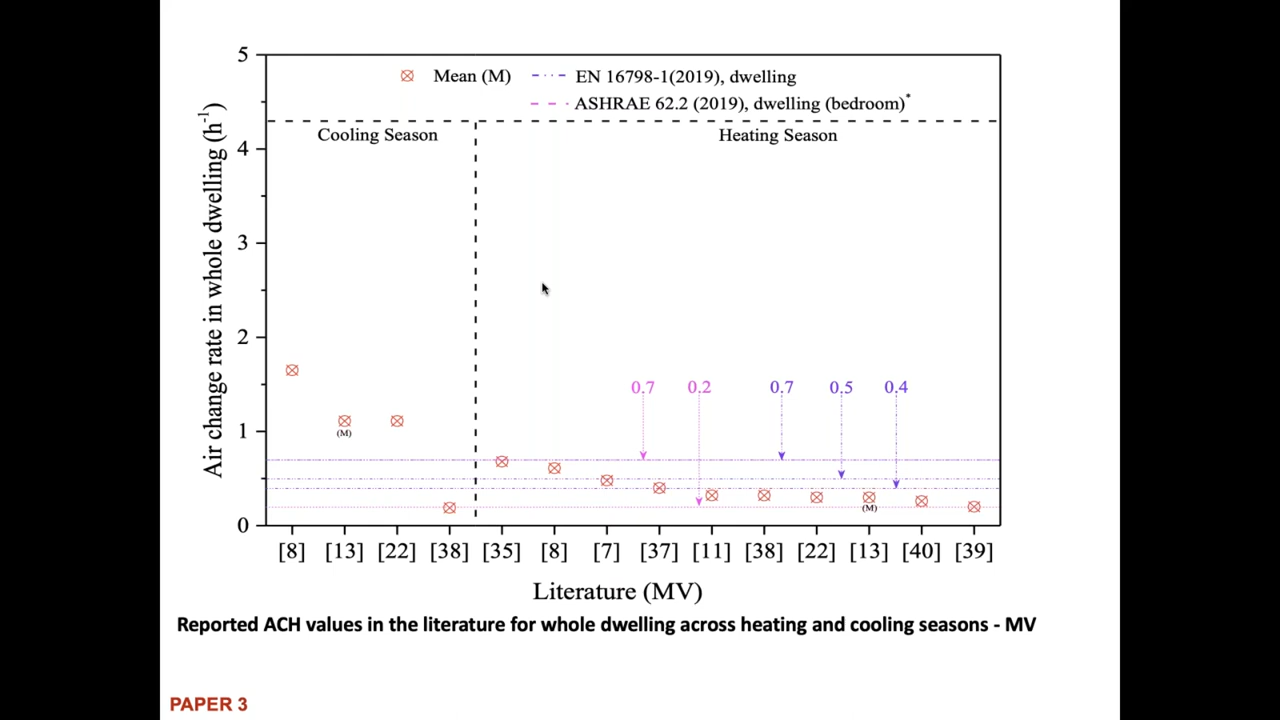 5
Mean (M)
EN 16798-1(2019), dwelling
ASHRAE 62.2 (2019), dwelling (bedroom)*
Cooling Season
Heating Season
4
3
2
1
0
Air change rate in whole dwelling (h-1)
0.7
0.2
0.7
0.5
0.4
(M)
(M)
[8] [13] [22] [38] [35] [8] [7] [37] [11] [38] [22] [13] [40] [39]
Literature (MV)
Reported ACH values in the literature for whole dwelling across heating and cooling seasons - MV
PAPER 3